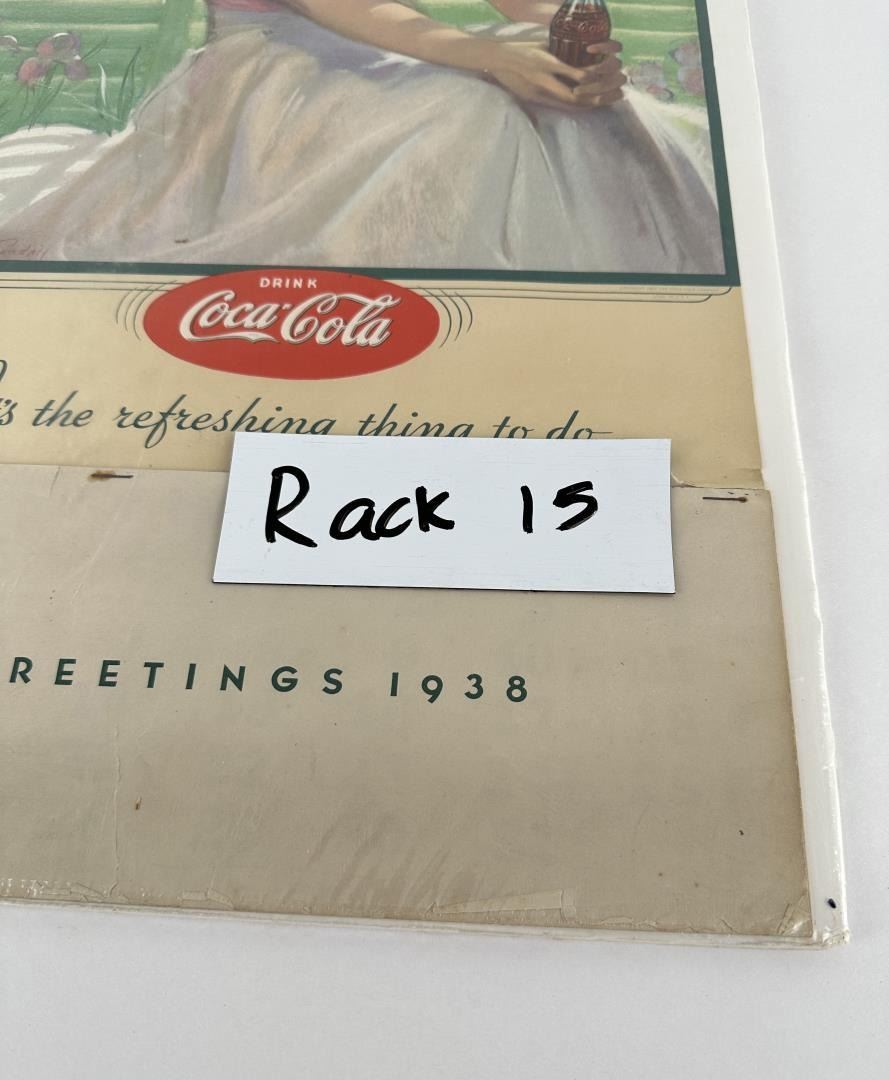 DRINK
Coca-Cola
's the refreshing thing to do
Rack 15
REETINGS 1938